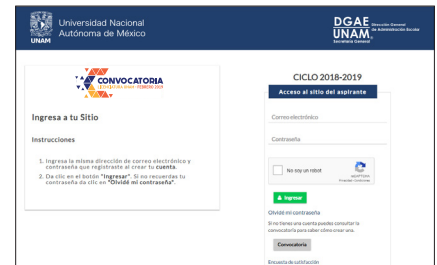 Universidad Nacional
Autónoma de México
UNAM
DGAE
UNAM
Dirección General
de Administración Escolar
Secretaría General
CONVOCATORIA
LICENCIATURA UNAM - FEBRERO 2019
Ingresa a tu Sitio
Instrucciones
1. Ingresa la misma dirección de correo electrónico y
contraseña que registraste al crear tu cuenta.
2. Da clic en el botón "Ingresar". Si no recuerdas tu
contraseña da clic en "Olvidé mi contraseña".
CICLO 2018-2019
Acceso al sitio del aspirante
Correo electrónico
Contraseña
No soy un robot
reCAPTCHA
Ingresar
Olvidé mi contraseña
Si no tienes una cuenta puedes consultar la
convocatoria para saber cómo crear una.
Convocatoria
Encuesta de satisfacción